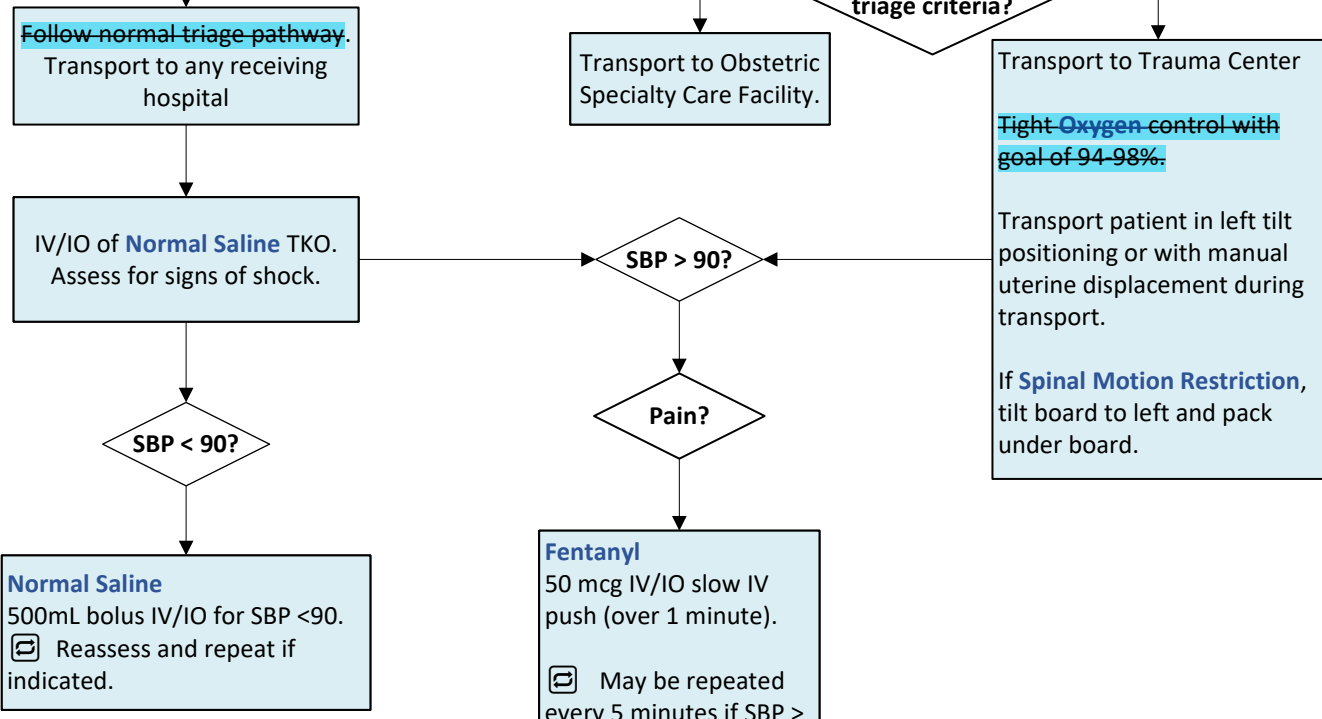 triage criteria?
Follow normal triage pathway.
Transport to any receiving
hospital
Transport to Obstetric
Specialty Care Facility.
Transport to Trauma Center
Tight Oxygen control with
goal of 94-98%.
Transport patient in left tilt
positioning or with manual
uterine displacement during
transport.
If Spinal Motion Restriction,
tilt board to left and pack
under board.
IV/IO of Normal Saline TKO.
Assess for signs of shock.
SBP > 90?
Pain?
SBP < 90?
Normal Saline
500mL bolus IV/IO for SBP <90.
Reassess and repeat if
indicated.
Fentanyl
50 mcg IV/IO slow IV
push (over 1 minute).
May be repeated
every 5 minutes if SBP >